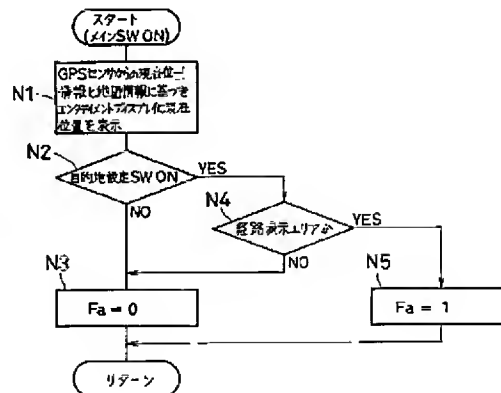 スタート
(メインSW ON)
N1
GPSセンサからの現在位置
情報と地図情報に基づき
エンタテイメントディスプレイに現在
位置を表示
N2
目的地設定SW ON
YES
NO
N4
経路表示エリアか
YES
NO
N3
Fa = 0
N5
Fa = 1
リターン